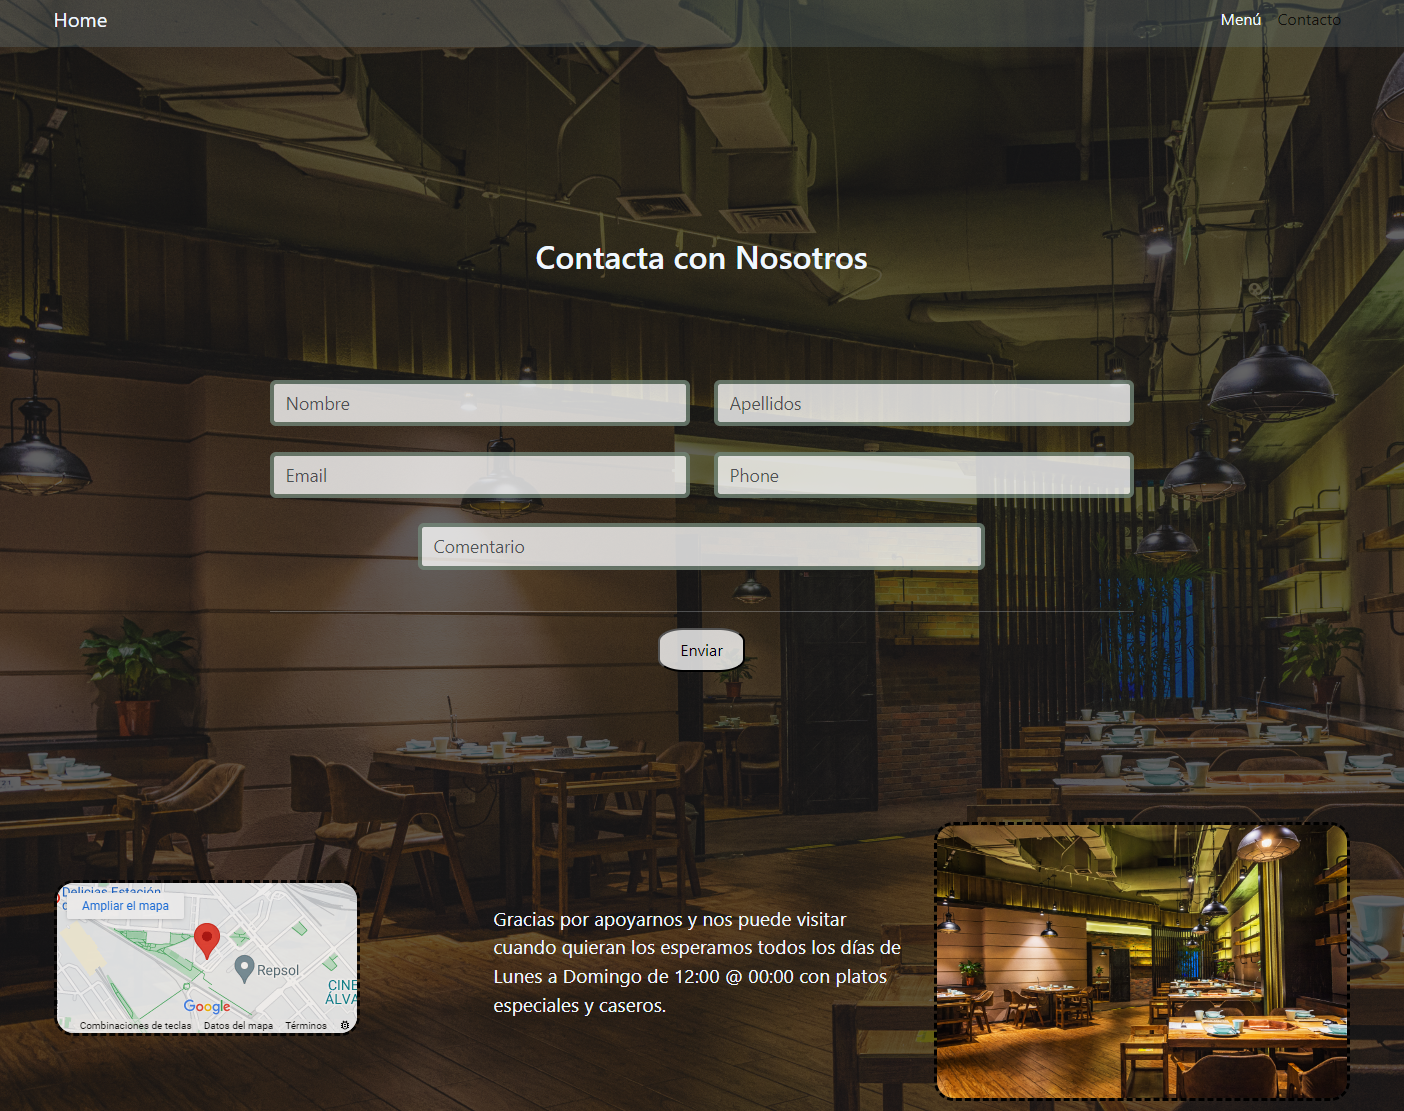 Home
Menú
Contacto
Contacta con Nosotros
Nombre
Apellidos
Email
Phone
Comentario
Enviar
Delicias Estación
Ampliar el mapa
Repsol
CINE
ÁLVA
Google
Combinaciones de teclas
Datos del mapa
Términos
Gracias por apoyarnos y nos puede visitar
cuando quieran los esperamos todos los días de
Lunes a Domingo de 12:00 @ 00:00 con platos
especiales y caseros.